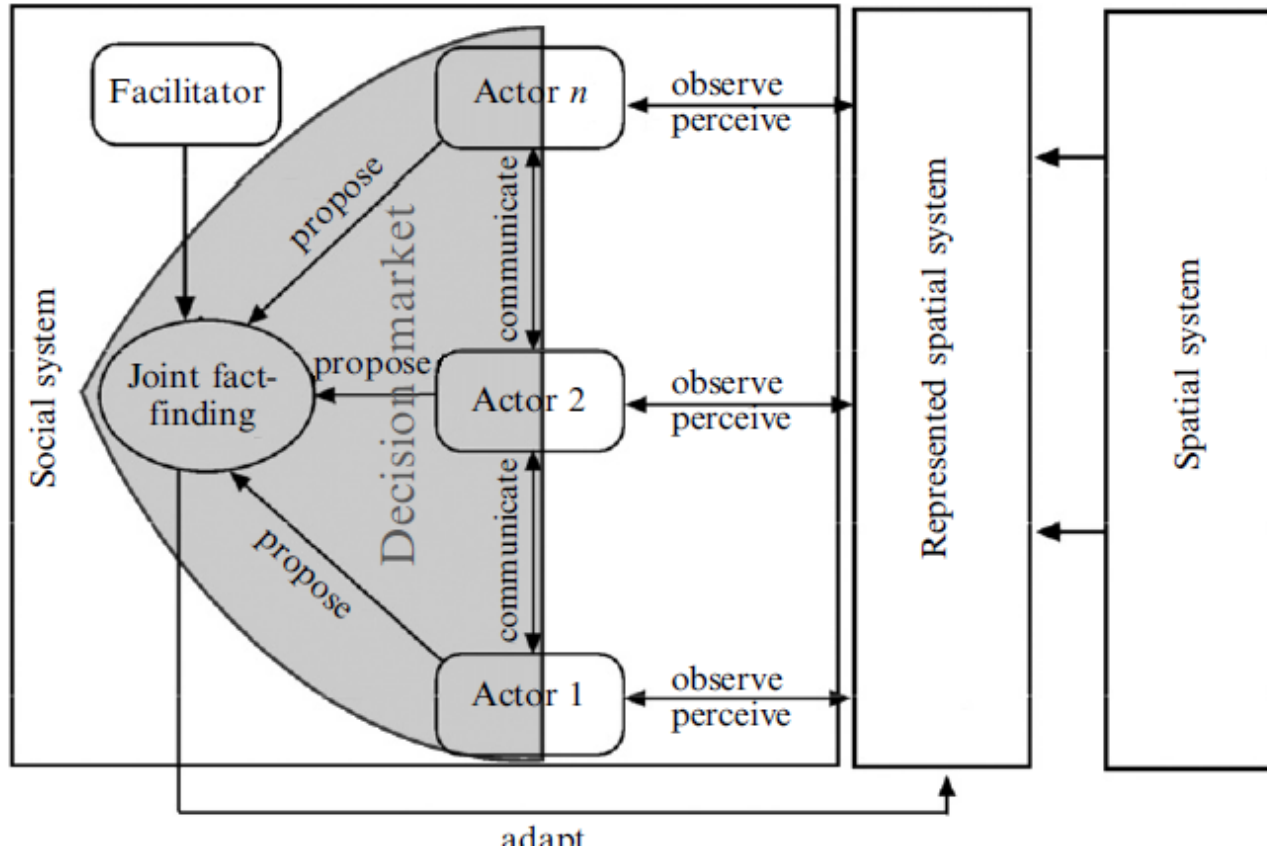 Social system
Facilitator
Actor n
observe
perceive
propose
communicate
Decision market
Joint fact-
finding
propose
Actor 2
observe
perceive
propose
communicate
Actor 1
observe
perceive
Represented spatial system
Spatial system
adapt